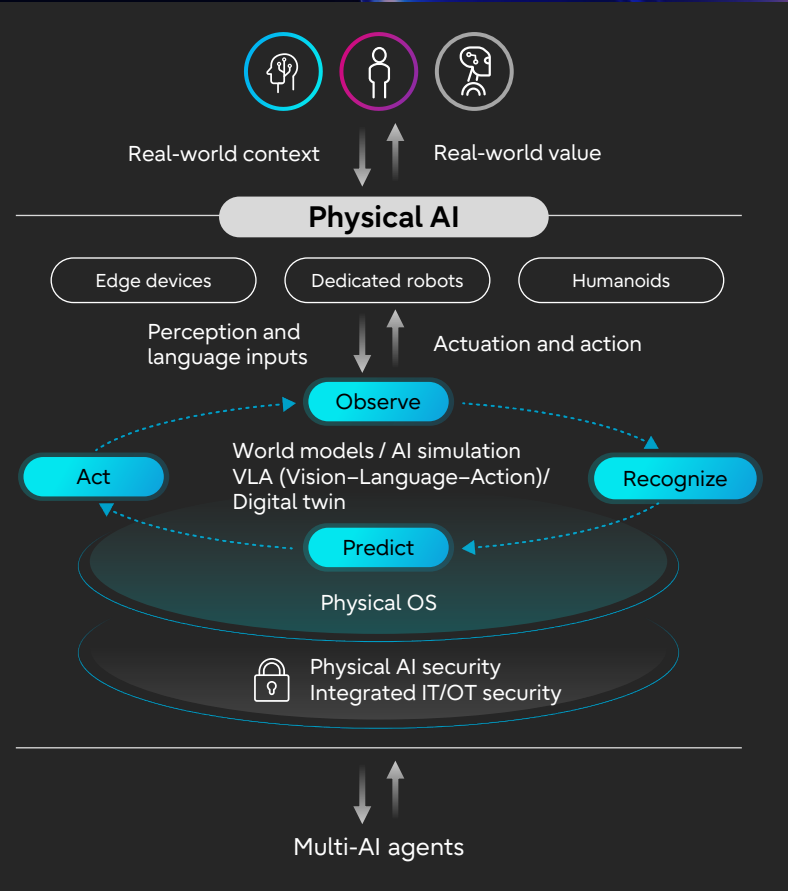 Real-world context
Real-world value
Physical AI
Edge devices
Dedicated robots
Humanoids
Perception and
language inputs
Actuation and action
Observe
World models / AI simulation
VLA (Vision–Language–Action)/
Digital twin
Act
Recognize
Predict
Physical OS
Physical AI security
Integrated IT/OT security
Multi-AI agents